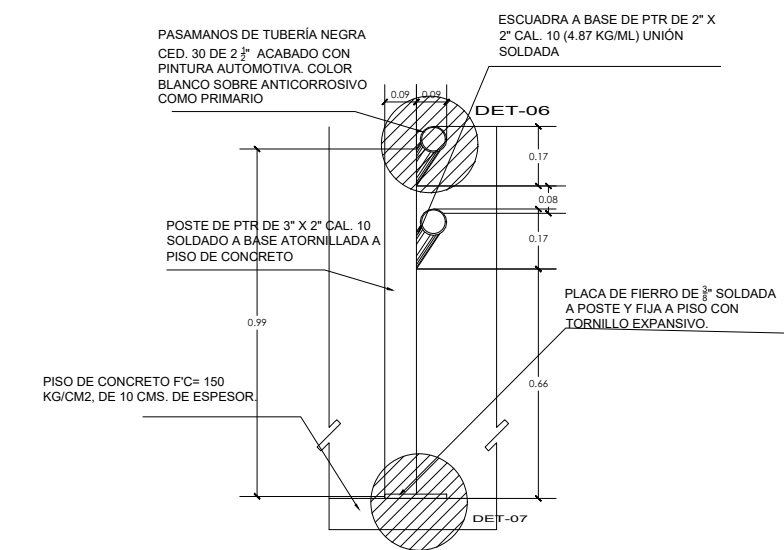 PASAMANOS DE TUBERÍA NEGRA
CED. 30 DE 2 1/2" ACABADO CON
PINTURA AUTOMOTIVA. COLOR
BLANCO SOBRE ANTICORROSIVO
COMO PRIMARIO
ESCUADRA A BASE DE PTR DE 2" X
2" CAL. 10 (4.87 KG/ML) UNIÓN
SOLDADA
0.09
0.09
DET-06
0.17
0.08
0.17
POSTE DE PTR DE 3" X 2" CAL. 10
SOLDADO A BASE ATORNILLADA A
PISO DE CONCRETO
PLACA DE FIERRO DE 3/8" SOLDADA
A POSTE Y FIJA A PISO CON
TORNILLO EXPANSIVO.
0.99
0.66
PISO DE CONCRETO F'C= 150
KG/CM2, DE 10 CMS. DE ESPESOR.
DET-07